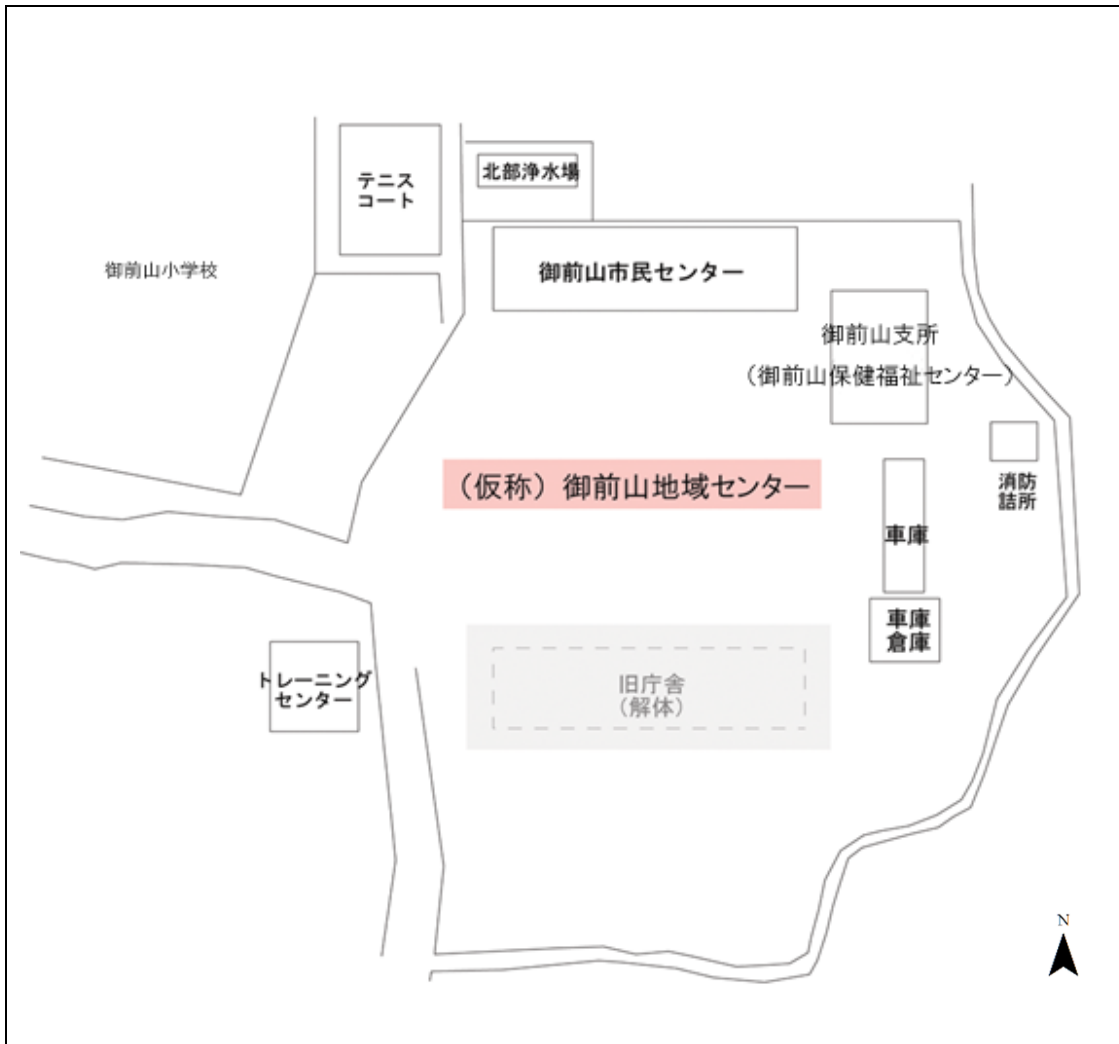 北部浄水場
テニス
コート
御前山小学校
御前山市民センター
御前山支所
（御前山保健福祉センター）
（仮称）御前山地域センター
消防
詰所
車庫
車庫
倉庫
トレーニング
センター
旧庁舎
（解体）
N